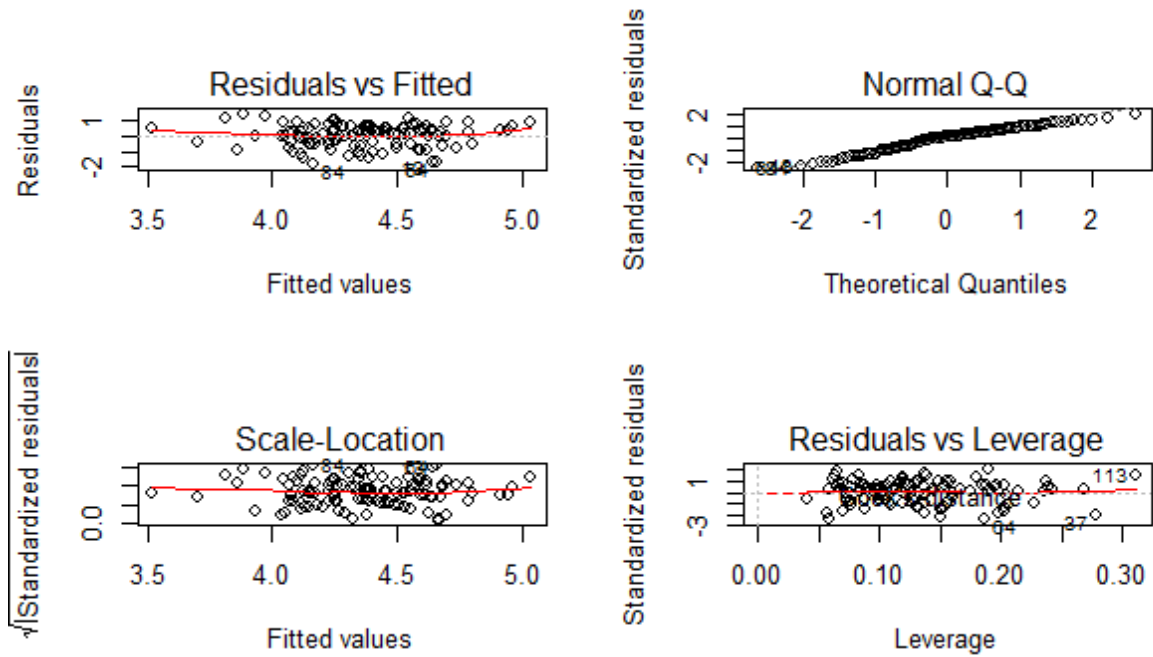 Residuals vs Fitted
Residuals
1
-2
84
64
3.5 4.0 4.5 5.0
Fitted values
Normal Q-Q
Standardized residuals
2
-2
-2 -1 0 1 2
Theoretical Quantiles
Scale-Location
√|Standardized residuals|
0.0
84
3.5 4.0 4.5 5.0
Fitted values
Residuals vs Leverage
Standardized residuals
1
-3
113
distance
64
37
0.00 0.10 0.20 0.30
Leverage